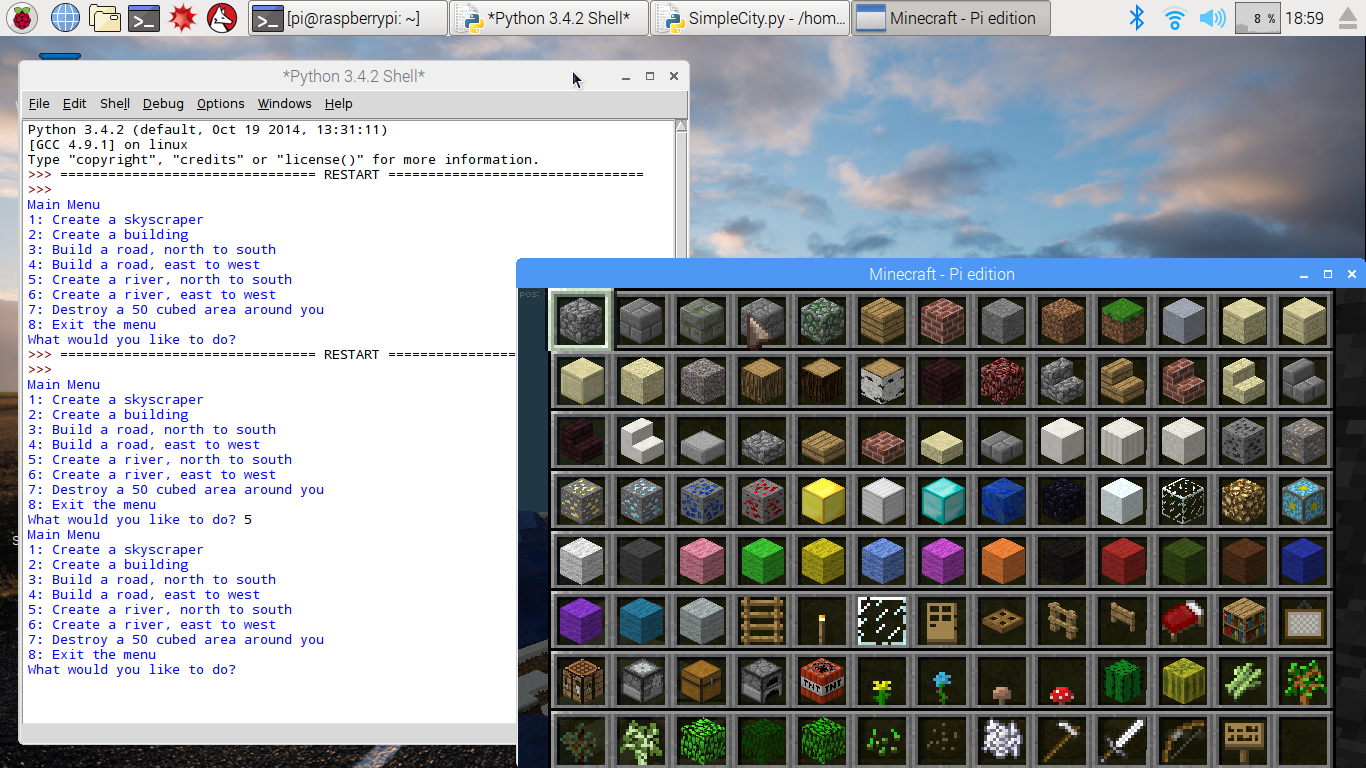 [pi@raspberrypi: ~]
*Python 3.4.2 Shell*
SimpleCity.py - /hom...
Minecraft - Pi edition
8 %
18:59
*Python 3.4.2 Shell*
File Edit Shell Debug Options Windows Help
Python 3.4.2 (default, Oct 19 2014, 13:31:11)
[GCC 4.9.1] on linux
Type "copyright", "credits" or "license()" for more information.
>>> ================================ RESTART ================================
>>>
Main Menu
1: Create a skyscraper
2: Create a building
3: Build a road, north to south
4: Build a road, east to west
5: Create a river, north to south
6: Create a river, east to west
7: Destroy a 50 cubed area around you
8: Exit the menu
What would you like to do?
>>> ================================ RESTART ================
>>>
Main Menu
1: Create a skyscraper
2: Create a building
3: Build a road, north to south
4: Build a road, east to west
5: Create a river, north to south
6: Create a river, east to west
7: Destroy a 50 cubed area around you
8: Exit the menu
What would you like to do? 5
Main Menu
1: Create a skyscraper
2: Create a building
3: Build a road, north to south
4: Build a road, east to west
5: Create a river, north to south
6: Create a river, east to west
7: Destroy a 50 cubed area around you
8: Exit the menu
What would you like to do?
Minecraft - Pi edition
pos:
TNT TNT